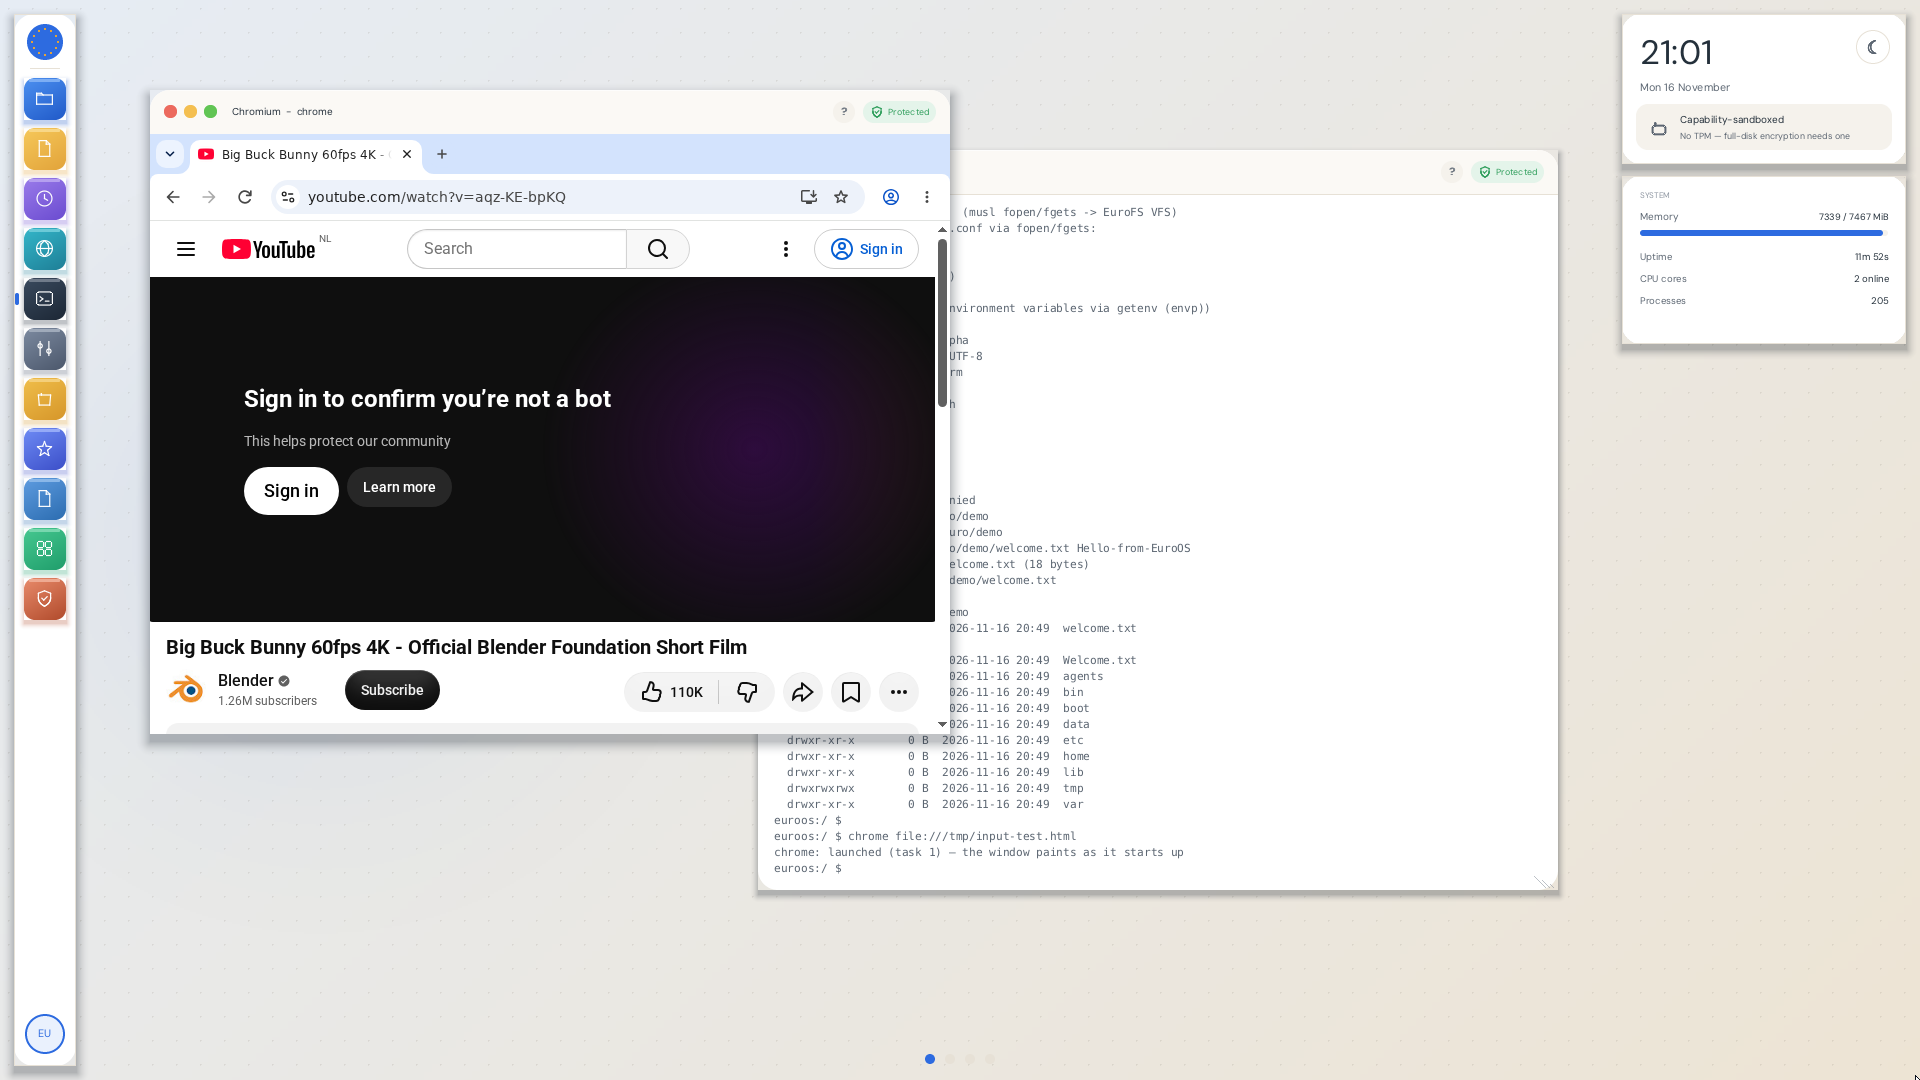 Chromium - chrome
?
Protected
Big Buck Bunny 60fps 4K -
youtube.com/watch?v=aqz-KE-bpKQ
YouTube NL
Search
Sign in
Sign in to confirm you're not a bot
This helps protect our community
Sign in
Learn more
Big Buck Bunny 60fps 4K - Official Blender Foundation Short Film
Blender
1.26M subscribers
Subscribe
110K
?
Protected
(musl fopen/fgets -> EuroFS VFS)
.conf via fopen/fgets:
)
nvironment variables via getenv (envp))
pha
UTF-8
rm
h
nied
o/demo
uro/demo
o/demo/welcome.txt Hello-from-EuroOS
elcome.txt (18 bytes)
demo/welcome.txt
emo
026-11-16 20:49 welcome.txt
026-11-16 20:49 Welcome.txt
026-11-16 20:49 agents
026-11-16 20:49 bin
026-11-16 20:49 boot
026-11-16 20:49 data
drwxr-xr-x 0 B 2026-11-16 20:49 etc
drwxr-xr-x 0 B 2026-11-16 20:49 home
drwxr-xr-x 0 B 2026-11-16 20:49 lib
drwxrwxrwx 0 B 2026-11-16 20:49 tmp
drwxr-xr-x 0 B 2026-11-16 20:49 var
euroos:/ $
euroos:/ $ chrome file:///tmp/input-test.html
chrome: launched (task 1) — the window paints as it starts up
euroos:/ $
21:01
Mon 16 November
Capability-sandboxed
No TPM — full-disk encryption needs one
SYSTEM
Memory 7339 / 7467 MiB
Uptime 11m 52s
CPU cores 2 online
Processes 205
EU